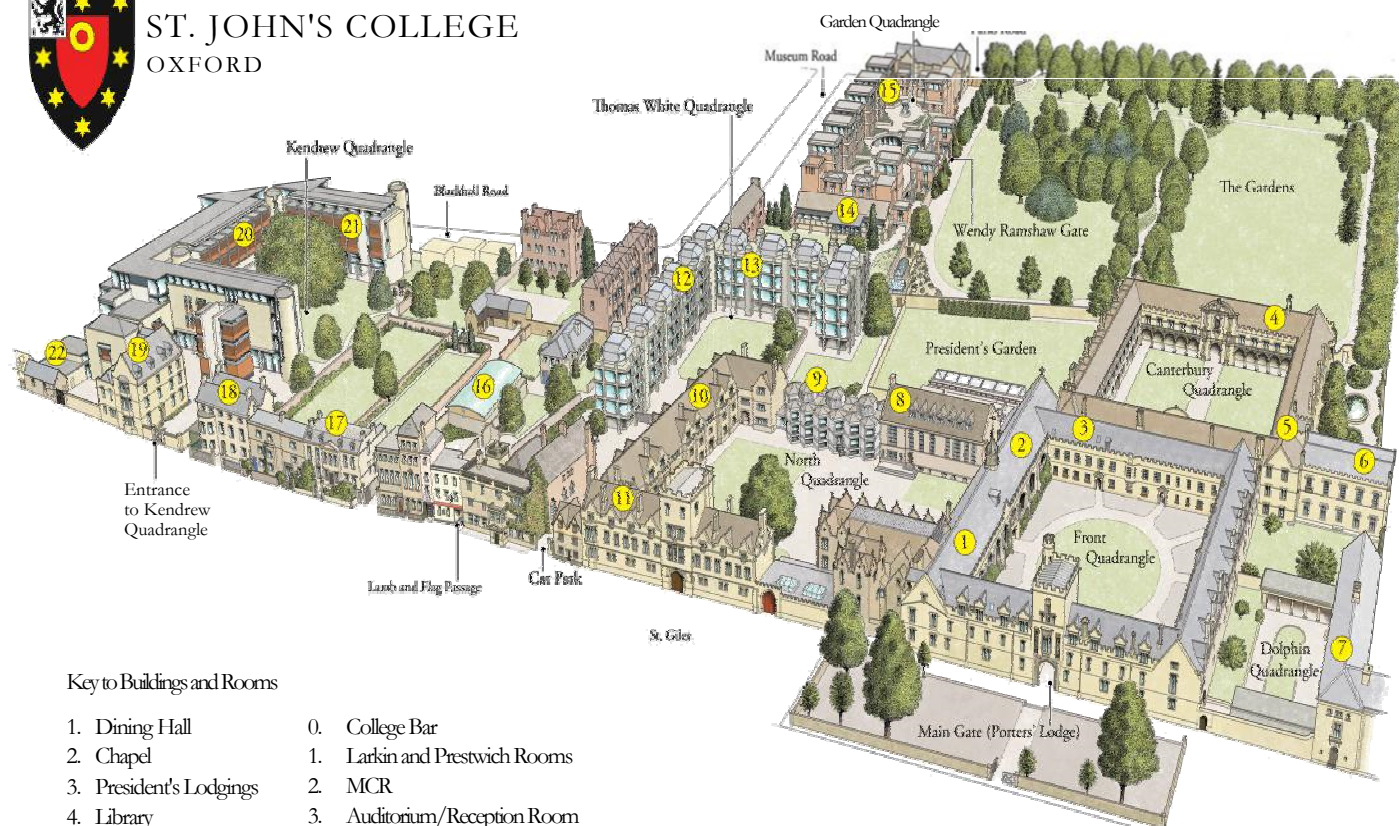 ST. JOHN'S COLLEGE
OXFORD
Garden Quadrangle
Museum Road
Thomas White Quadrangle
Kendrew Quadrangle
Blackhall Road
The Gardens
Wendy Ramshaw Gate
President's Garden
Canterbury
Quadrangle
North
Quadrangle
Front
Quadrangle
Dolphin
Quadrangle
Entrance
to Kendrew
Quadrangle
Lamb and Flag Passage
Car Park
St. Giles
Main Gate (Porters' Lodge)
15
14
13
12
21
20
22
19
18
17
16
10
9
8
11
4
5
6
3
2
1
7
Key to Buildings and Rooms
1. Dining Hall
2. Chapel
3. President's Lodgings
4. Library
0. College Bar
1. Larkin and Prestwich Rooms
2. MCR
3. Auditorium/Reception Room